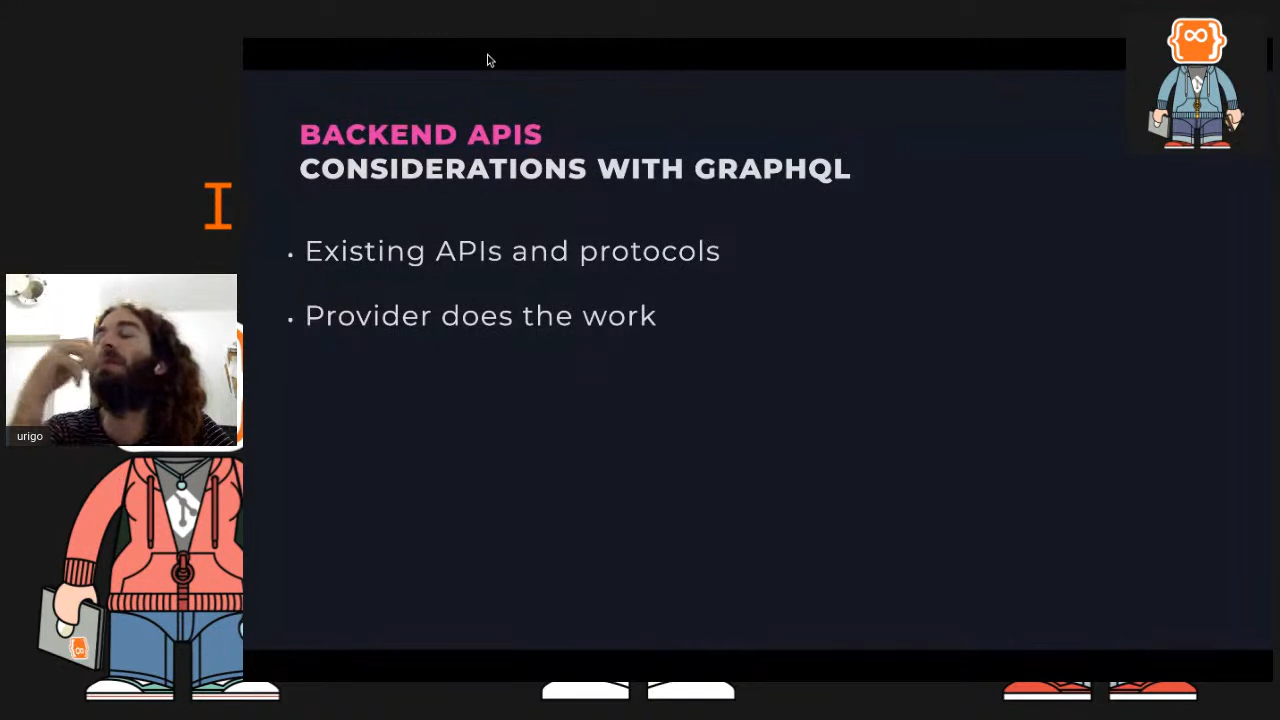 BACKEND APIS
CONSIDERATIONS WITH GRAPHQL
I
• Existing APIs and protocols
• Provider does the work
urigo